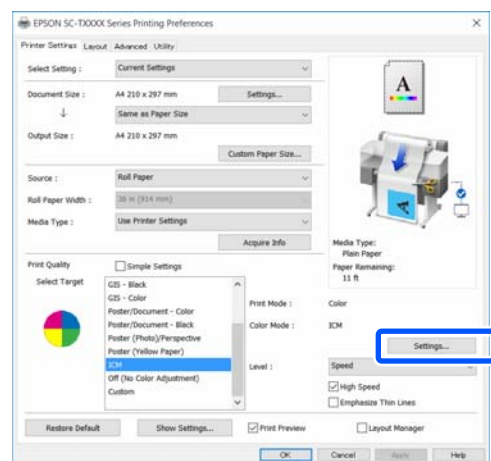 EPSON SC-TXXXX Series Printing Preferences
Printer Settings Layout Advanced Utility
Select Setting : Current Settings
Document Size : A4 210 x 297 mm Settings...
Same as Paper Size
Output Size : A4 210 x 297 mm
Custom Paper Size...
Source : Roll Paper
Roll Paper Width : 36 in (914 mm)
Media Type : Use Printer Settings
Acquire Info
A
Media Type:
Plain Paper
Paper Remaining:
11 ft
Print Quality Simple Settings
Select Target
GIS - Black
GIS - Color
Poster/Document - Color
Poster/Document - Black
Poster (Photo)/Perspective
Poster (Yellow Paper)
ICM
Off (No Color Adjustment)
Custom
Print Mode : Color
Color Mode : ICM
Settings...
Level : Speed
High Speed
Emphasize Thin Lines
Restore Default Show Settings... Print Preview Layout Manager
OK Cancel Apply Help